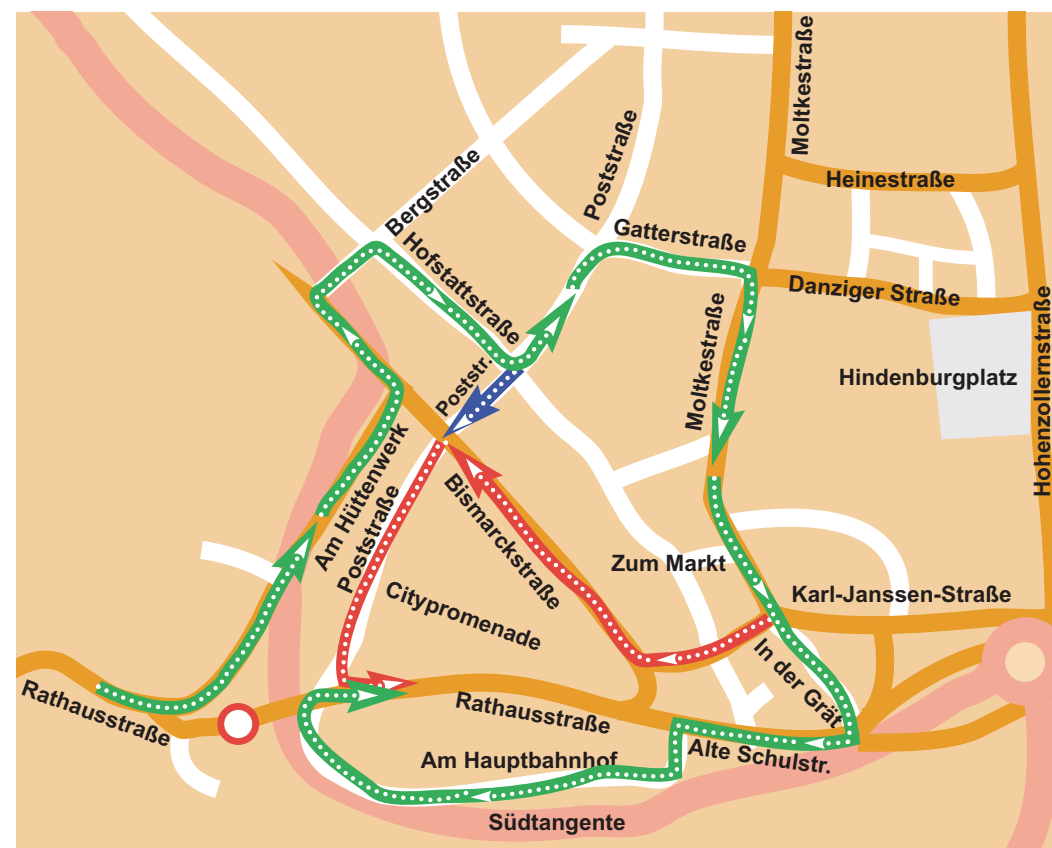 Moltkestraße
Heinestraße
Poststraße
Bergstraße
Gatterstraße
Hofstattstraße
Danziger Straße
Moltkestraße
Poststr.
Hindenburgplatz
Hohenzollernstraße
Am Hüttenwerk
Poststraße
Bismarckstraße
Zum Markt
Karl-Janssen-Straße
Citypromenade
In der Grät
Rathausstraße
Rathausstraße
Alte Schulstr.
Am Hauptbahnhof
Südtangente